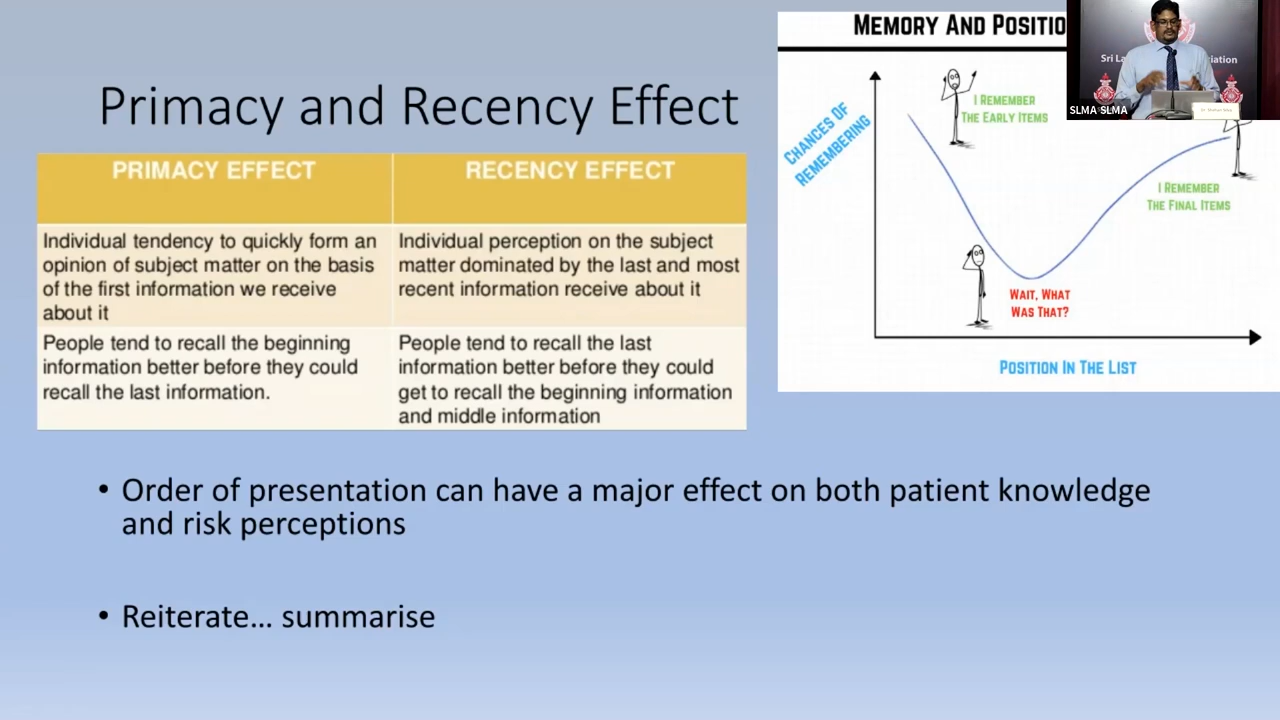 Primacy and Recency Effect
PRIMACY EFFECT
RECENCY EFFECT
Individual tendency to quickly form an
opinion of subject matter on the basis
of the first information we receive
about it
Individual perception on the subject
matter dominated by the last and most
recent information receive about it
People tend to recall the beginning
information better before they could
recall the last information.
People tend to recall the last
information better before they could
get to recall the beginning information
and middle information
MEMORY AND POSITIO
CHANCES OF
REMEMBERING
I REMEMBER
THE EARLY ITEMS
I REMEMBER
THE FINAL ITEMS
WAIT, WHAT
WAS THAT?
POSITION IN THE LIST
Sri La
iation
SLMA SLMA
• Order of presentation can have a major effect on both patient knowledge
and risk perceptions
• Reiterate... summarise